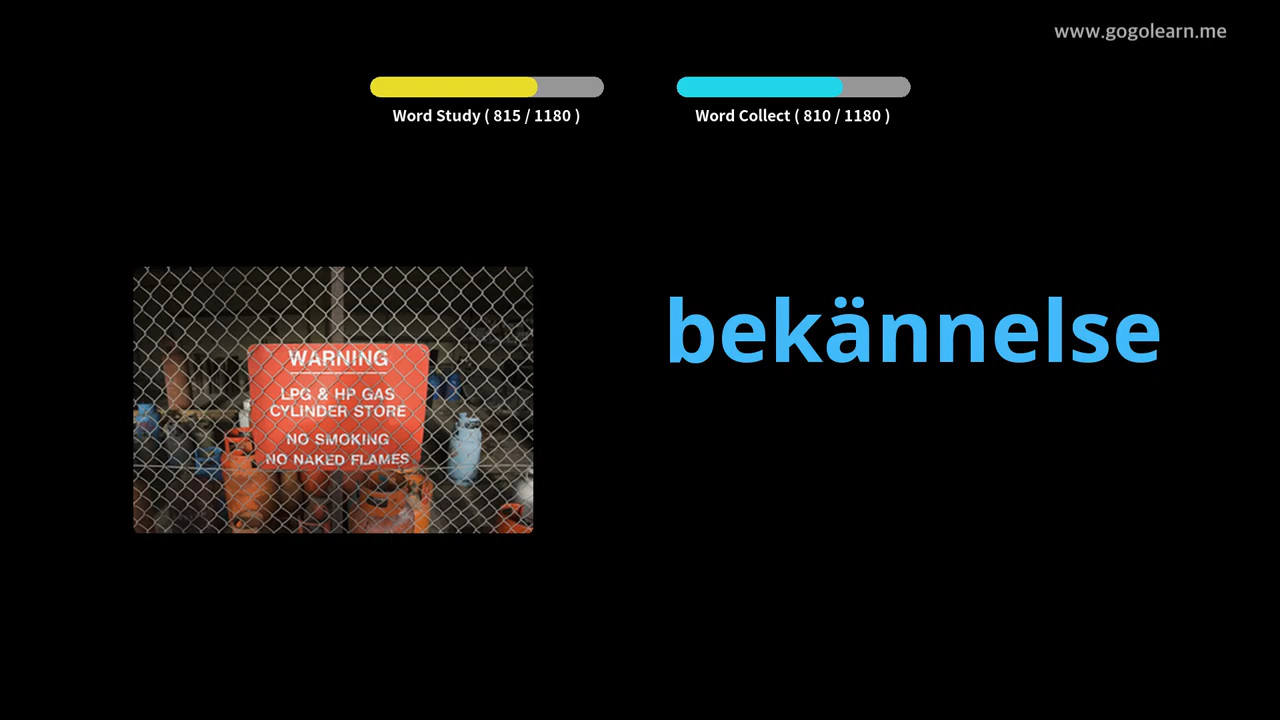 www.gogolearn.me
Word Study ( 815 / 1180 )
Word Collect ( 810 / 1180 )
WARNING
LPG & HP GAS
CYLINDER STORE
NO SMOKING
NO NAKED FLAMES
bekännelse